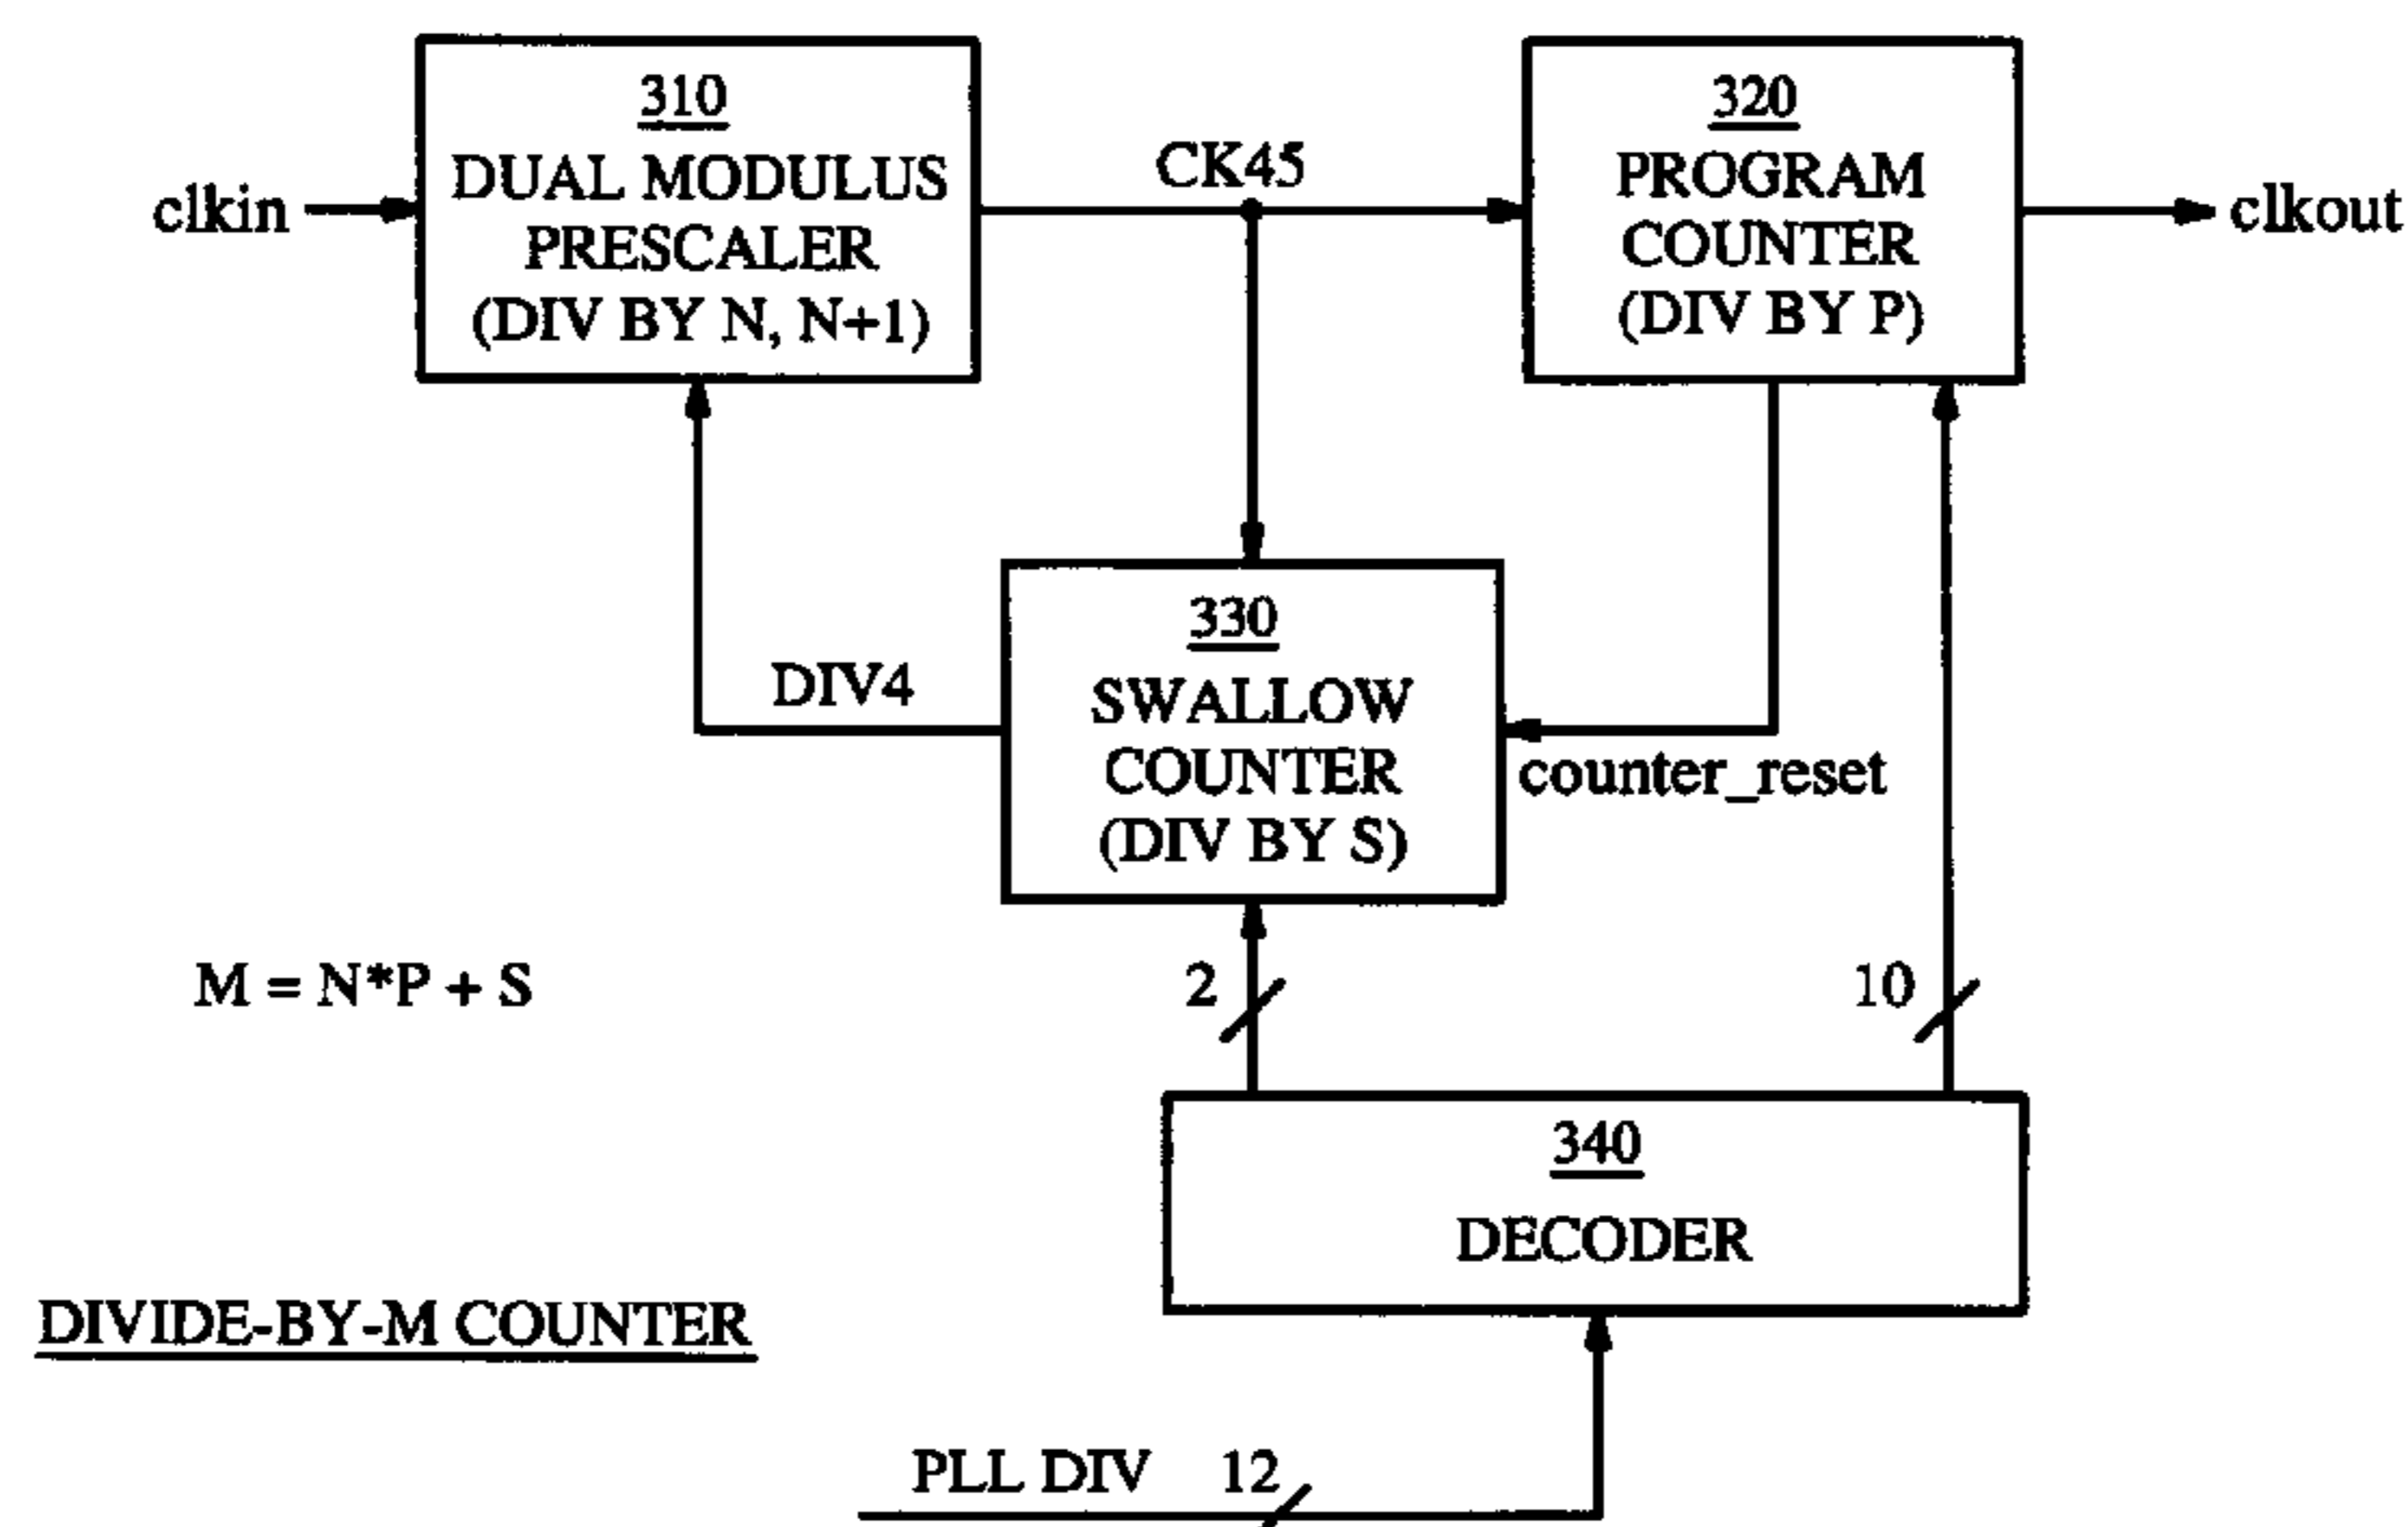 310
DUAL MODULUS
PRESCALER
(DIV BY N, N+1)
clkin
CK45
320
PROGRAM
COUNTER
(DIV BY P)
clkout
330
SWALLOW
COUNTER
(DIV BY S)
DIV4
counter_reset
M = N*P + S
2
10
340
DECODER
DIVIDE-BY-M COUNTER
PLL DIV 12